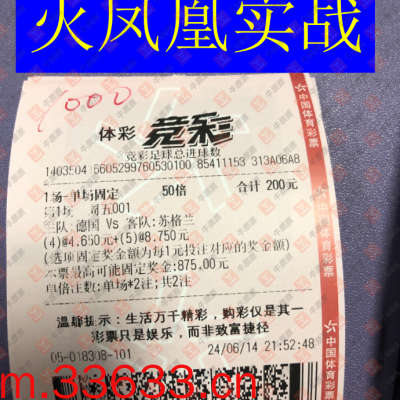 火凤凰实战
000
体彩 竞彩
竞彩足球总进球数
1403504 6605299760530100 85411153 313A06A8
1场-单场固定 50倍 合计 200元
第1场 周五001
主队:德国 Vs 客队:苏格兰
(4)@4.650元+(5)@8.750元
(选项固定奖金额为每1元投注对应的奖金额)
本票最高可能固定奖金:875.00元
单倍注数:单场*2注;共2注
温馨提示:生活万千精彩,购彩仅是其一
彩票只是娱乐,而非致富捷径
05-018308-101 24/06/14 21:52:48
中国体育彩票
中国体育彩票
m.33633.cn